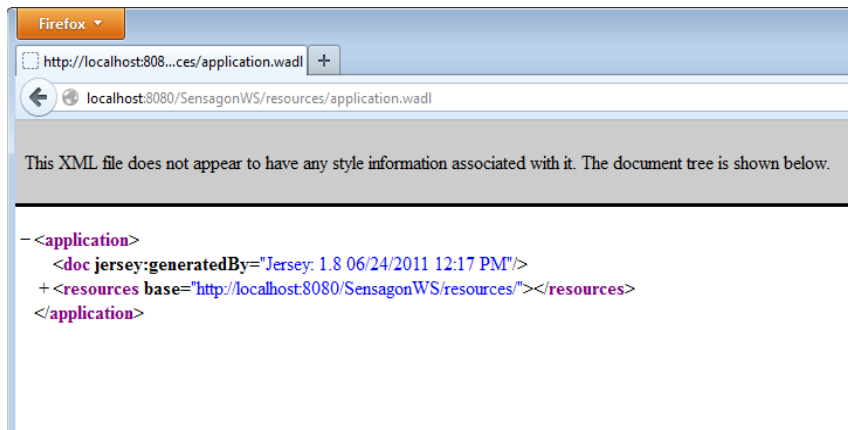 Firefox
http://localhost:808...ces/application.wadl +
localhost:8080/SensagonWS/resources/application.wadl
This XML file does not appear to have any style information associated with it. The document tree is shown below.
−<application>
<doc jersey:generatedBy="Jersey: 1.8 06/24/2011 12:17 PM"/>
+<resources base="http://localhost:8080/SensagonWS/resources/"></resources>
</application>